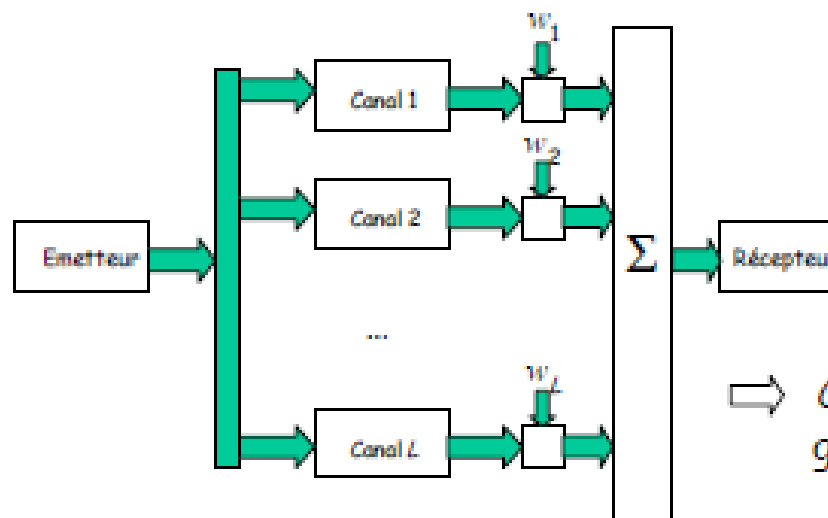 w1
Canal 1
w2
Canal 2
Emetteur
Σ
Récepteu
...
wL
Canal L